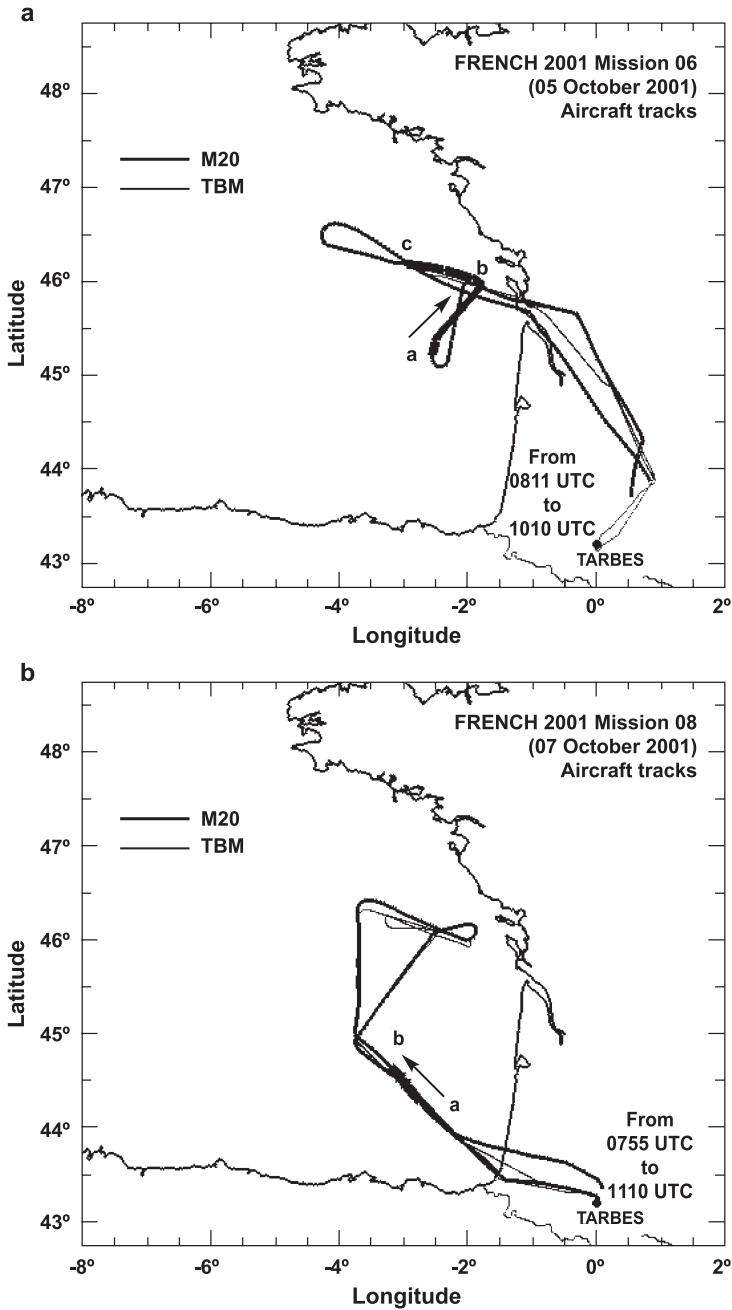 a
FRENCH 2001 Mission 06
(05 October 2001)
Aircraft tracks
48º
M20
TBM
47º
c
b
46º
a
45º
Latitude
44º
From
0811 UTC
to
1010 UTC
43º
TARBES
-8º -6º -4º -2º 0º 2º
Longitude
b
FRENCH 2001 Mission 08
(07 October 2001)
Aircraft tracks
48º
M20
TBM
47º
46º
45º
b
a
Latitude
44º
From
0755 UTC
to
1110 UTC
43º
TARBES
-8º -6º -4º -2º 0º 2º
Longitude